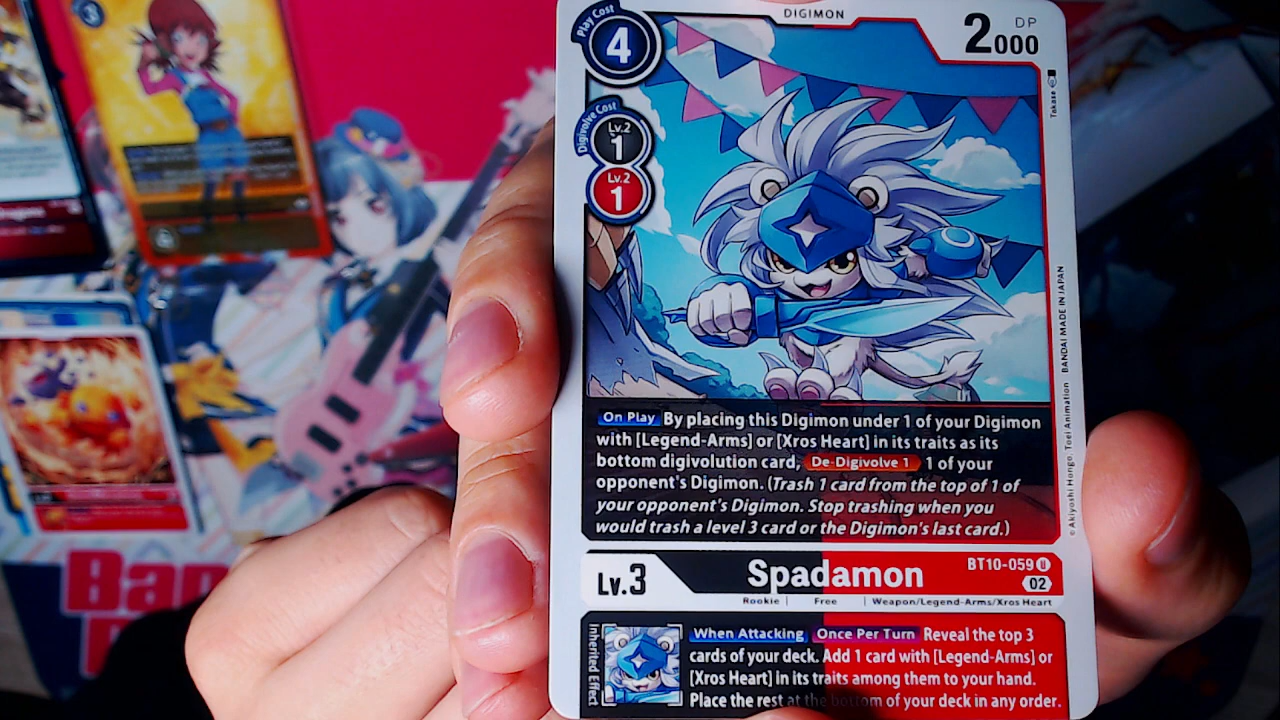 DIGIMON
Play Cost
4
DP
2000
Digivolve Cost
Lv.2
1
Lv.2
1
Takase
On Play By placing this Digimon under 1 of your Digimon
with [Legend-Arms] or [Xros Heart] in its traits as its
bottom digivolution card, De-Digivolve 1 1 of your
opponent's Digimon. (Trash 1 card from the top of 1 of
your opponent's Digimon. Stop trashing when you
would trash a level 3 card or the Digimon's last card.)
©Akiyoshi Hongo, Toei Animation BANDAI MADE IN JAPAN
Lv.3
Spadamon
BT10-059 U
02
Rookie | Free | Weapon/Legend-Arms/Xros Heart
Inherited Effect
When Attacking Once Per Turn Reveal the top 3
cards of your deck. Add 1 card with [Legend-Arms] or
[Xros Heart] in its traits among them to your hand.
Place the rest at the bottom of your deck in any order.
3
Ban